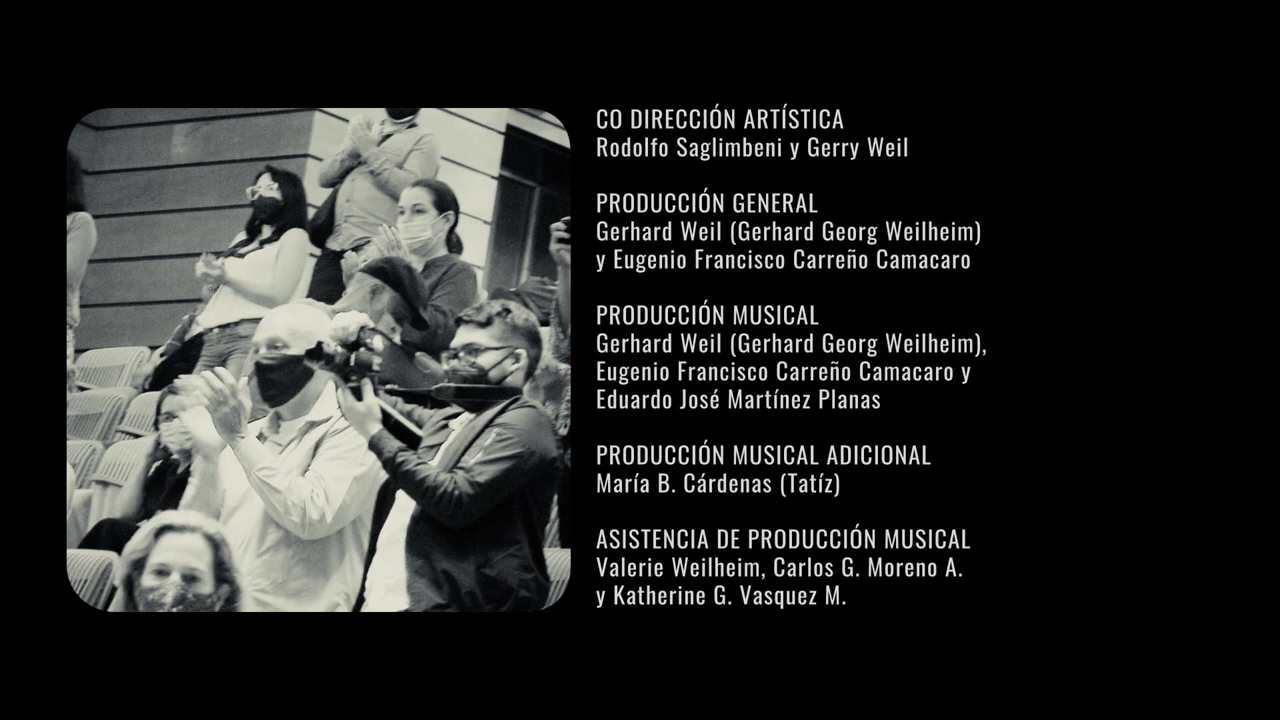 CO DIRECCIÓN ARTÍSTICA
Rodolfo Saglimbeni y Gerry Weil
PRODUCCIÓN GENERAL
Gerhard Weil (Gerhard Georg Weilheim)
y Eugenio Francisco Carreño Camacaro
PRODUCCIÓN MUSICAL
Gerhard Weil (Gerhard Georg Weilheim),
Eugenio Francisco Carreño Camacaro y
Eduardo José Martínez Planas
PRODUCCIÓN MUSICAL ADICIONAL
María B. Cárdenas (Tatíz)
ASISTENCIA DE PRODUCCIÓN MUSICAL
Valerie Weilheim, Carlos G. Moreno A.
y Katherine G. Vasquez M.